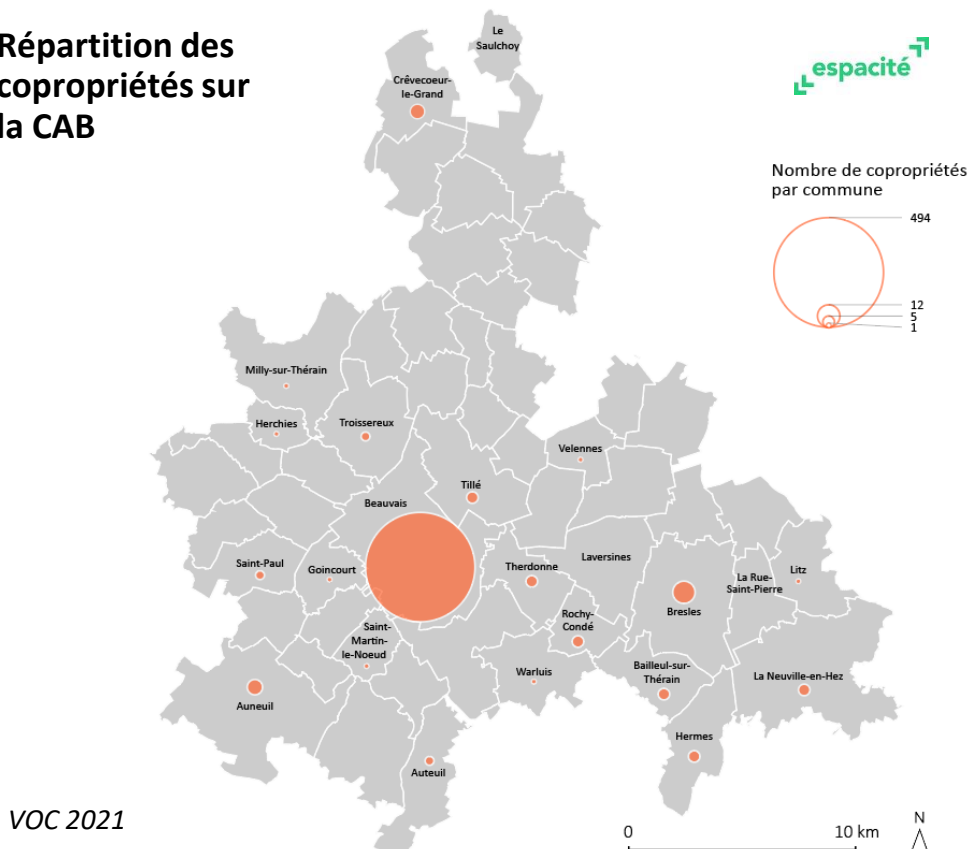 Répartition des
copropriétés sur
la CAB
espacité
Nombre de copropriétés
par commune
494
12
5
1
Le
Saulchoy
Crêvecoeur-
le-Grand
Milly-sur-Thérain
Herchies
Troissereux
Velennes
Tillé
Beauvais
Saint-Paul
Goincourt
Therdonne
Laversines
La Rue-
Saint-Pierre
Litz
Bresles
Rochy-
Condé
Saint-
Martin-
le-Noeud
Warluis
Bailleul-sur-
Thérain
La Neuville-en-Hez
Auneuil
Hermes
Auteuil
VOC 2021
0
10 km
N